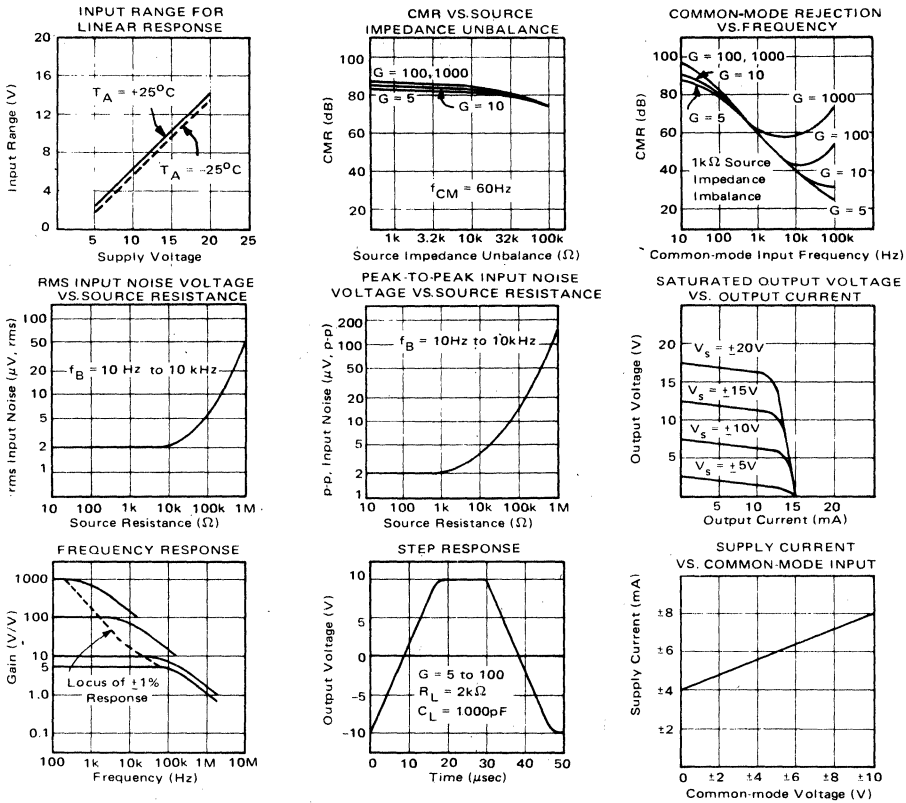 INPUT RANGE FOR
LINEAR RESPONSE
20
16
12
8
4
0
Input Range (V)
T_A = +25°C
T_A = -25°C
5 10 15 20 25
Supply Voltage
CMR VS. SOURCE
IMPEDANCE UNBALANCE
100
80
60
40
20
CMR (dB)
G = 100, 1000
G = 5
G = 10
f_CM = 60Hz
1k 3.2k 10k 32k 100k
Source Impedance Unbalance (Ω)
COMMON-MODE REJECTION
VS. FREQUENCY
100
80
60
40
20
CMR (dB)
G = 100, 1000
G = 10
G = 5
G = 1000
G = 100
G = 10
G = 5
1kΩ Source
Impedance
Imbalance
10 100 1k 10k 100k
Common-mode Input Frequency (Hz)
RMS INPUT NOISE VOLTAGE
VS. SOURCE RESISTANCE
100
50
20
10
5
2
1
rms Input Noise (μV, rms)
f_B = 10 Hz to 10 kHz
10 100 1k 10k 100k 1M
Source Resistance (Ω)
PEAK-TO-PEAK INPUT NOISE
VOLTAGE VS. SOURCE RESISTANCE
200
100
50
20
10
5
2
1
p-p, Input Noise (μV, p-p)
f_B = 10Hz to 10kHz
10 100 1k 10k 100k 1M
Source Resistance (Ω)
SATURATED OUTPUT VOLTAGE
VS. OUTPUT CURRENT
20
15
10
5
Output Voltage (V)
V_s = ±20V
V_s = ±15V
V_s = ±10V
V_s = ±5V
5 10 15 20
Output Current (mA)
FREQUENCY RESPONSE
1000
100
10
5
1.0
0.1
Gain (V/V)
Locus of ±1%
Response
100 1k 10k 100k 1M 10M
Frequency (Hz)
STEP RESPONSE
10
5
0
-5
-10
Output Voltage (V)
G = 5 to 100
R_L = 2kΩ
C_L = 1000pF
0 10 20 30 40 50
Time (μsec)
SUPPLY CURRENT
VS. COMMON-MODE INPUT
±8
±6
±4
±2
Supply Current (mA)
0 ±2 ±4 ±6 ±8 ±10
Common-mode Voltage (V)